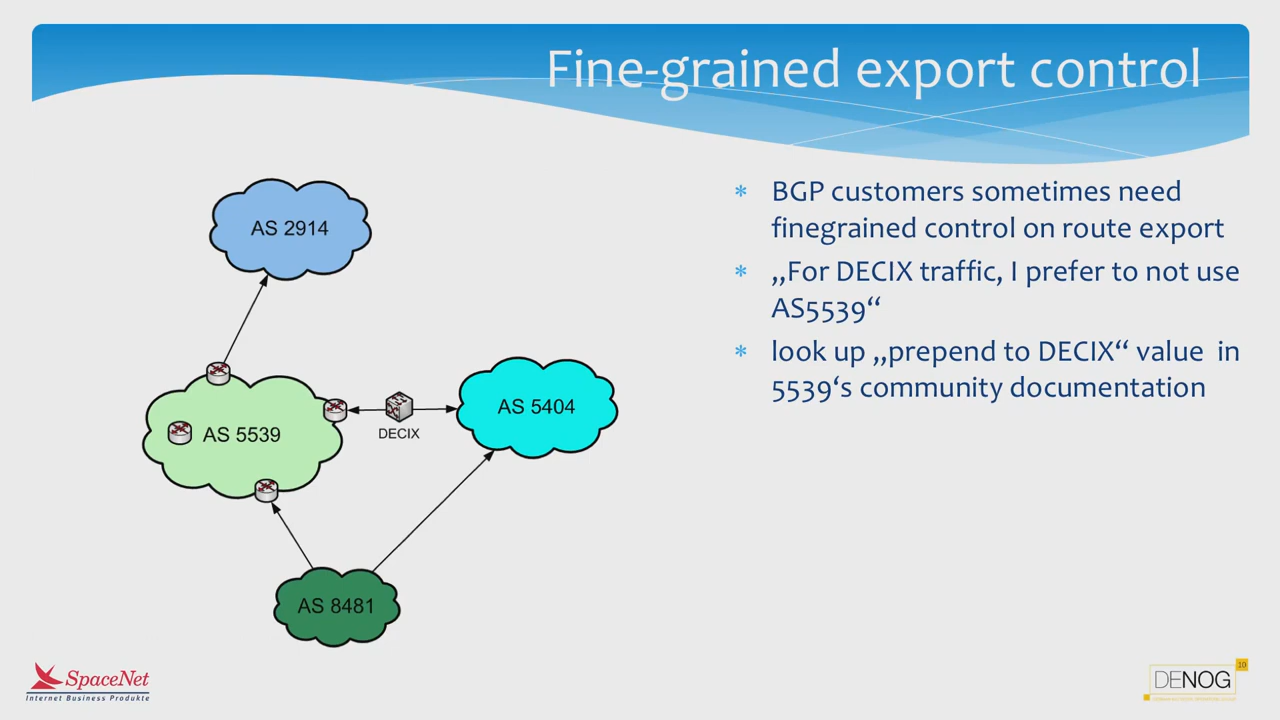 Fine-grained export control
BGP customers sometimes need
finegrained control on route export
„For DECIX traffic, I prefer to not use
AS5539“
look up „prepend to DECIX“ value in
5539‘s community documentation
AS 2914
AS 5539
DECIX
AS 5404
AS 8481
SpaceNet
Internet Business Produkte
DENOG
10